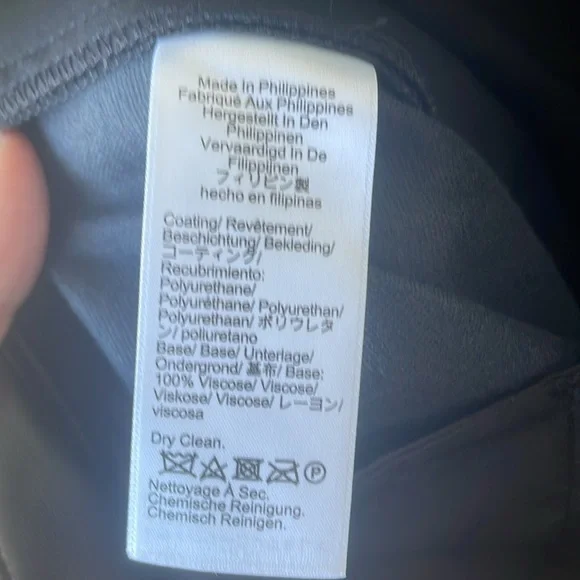 Made In Philippines
Fabriqué Aux Philippines
Hergestellt In Den
Philippinen
Vervaardigd In De
Filippijnen
フィリピン製
hecho en filipinas
Coating/ Revêtement/
Beschichtung/ Bekleding/
コーティング/
Recubrimiento:
Polyurethane/
Polyuréthane/ Polyurethan/
Polyurethaan/ ポリウレタ
ン/ poliuretano
Base/ Base/ Unterlage/
Ondergrond/ 基布/ Base:
100% Viscose/ Viscose/
Viskose/ Viscose/ レーヨン/
viscosa
Dry Clean.
P
Nettoyage À Sec.
Chemische Reinigung.
Chemisch Reinigen.